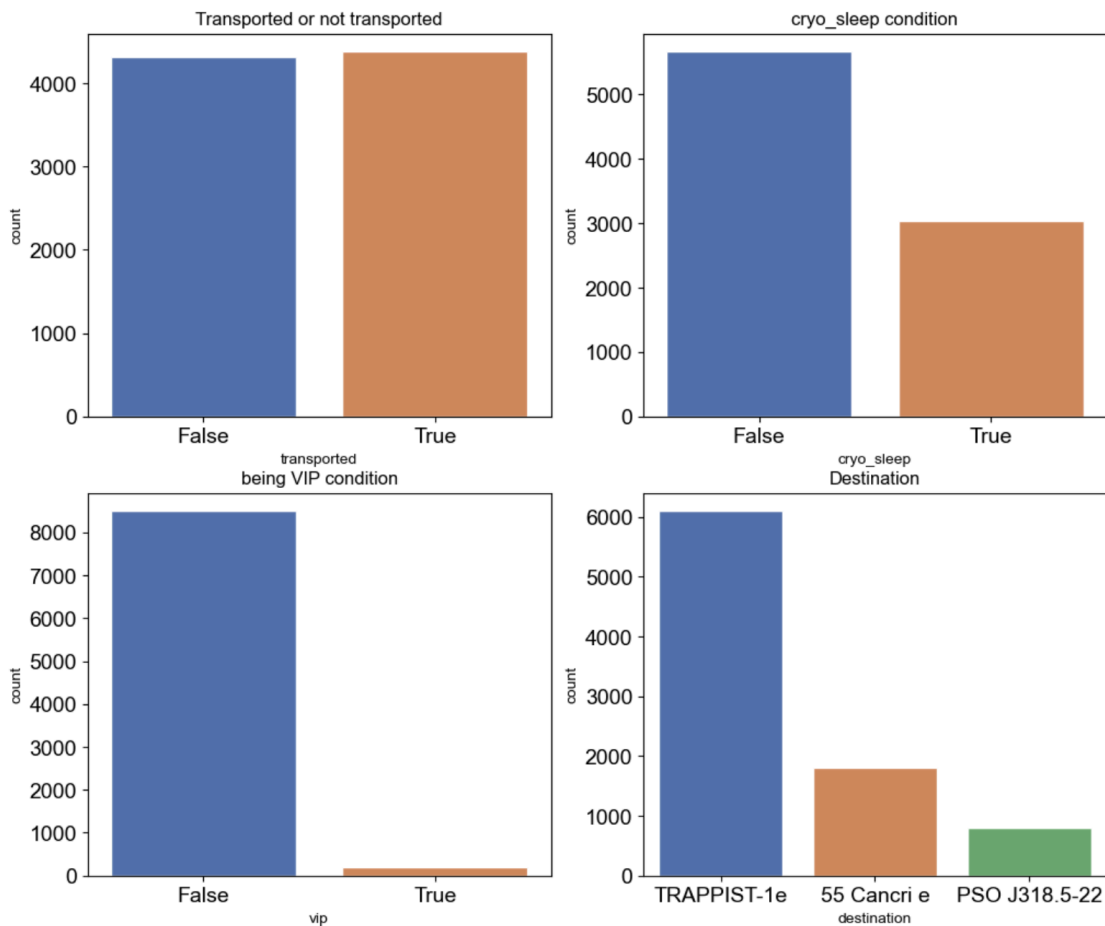 Transported or not transported
4000
3000
2000
1000
0
count
False True
transported
cryo_sleep condition
5000
4000
3000
2000
1000
0
count
False True
cryo_sleep
being VIP condition
8000
7000
6000
5000
4000
3000
2000
1000
0
count
False True
vip
Destination
6000
5000
4000
3000
2000
1000
0
count
TRAPPIST-1e 55 Cancri e PSO J318.5-22
destination